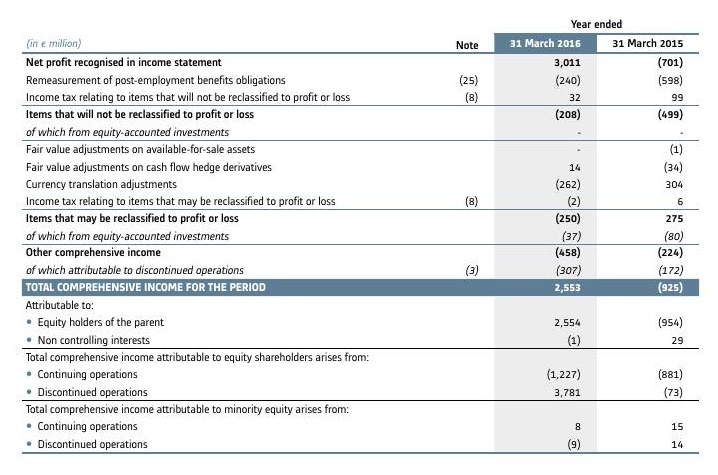 Year ended
(in € million) Note 31 March 2016 31 March 2015
Net profit recognised in income statement 3,011 (701)
Remeasurement of post-employment benefits obligations (25) (240) (598)
Income tax relating to items that will not be reclassified to profit or loss (8) 32 99
Items that will not be reclassified to profit or loss (208) (499)
of which from equity-accounted investments - -
Fair value adjustments on available-for-sale assets - (1)
Fair value adjustments on cash flow hedge derivatives 14 (34)
Currency translation adjustments (262) 304
Income tax relating to items that may be reclassified to profit or loss (8) (2) 6
Items that may be reclassified to profit or loss (250) 275
of which from equity-accounted investments (37) (80)
Other comprehensive income (458) (224)
of which attributable to discontinued operations (3) (307) (172)
TOTAL COMPREHENSIVE INCOME FOR THE PERIOD 2,553 (925)
Attributable to:
• Equity holders of the parent 2,554 (954)
• Non controlling interests (1) 29
Total comprehensive income attributable to equity shareholders arises from:
• Continuing operations (1,227) (881)
• Discontinued operations 3,781 (73)
Total comprehensive income attributable to minority equity arises from:
• Continuing operations 8 15
• Discontinued operations (9) 14